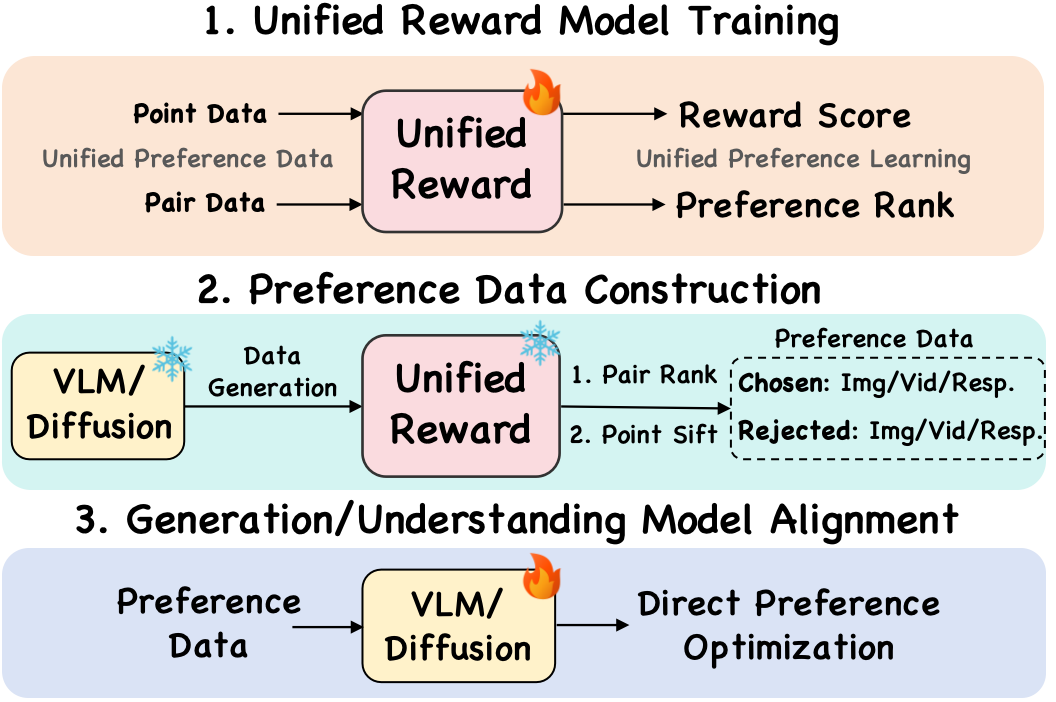 1. Unified Reward Model Training
Point Data
Unified Preference Data
Pair Data
Unified
Reward
Reward Score
Unified Preference Learning
Preference Rank
2. Preference Data Construction
VLM/
Diffusion
Data
Generation
Unified
Reward
1. Pair Rank
2. Point Sift
Preference Data
Chosen: Img/Vid/Resp.
Rejected: Img/Vid/Resp.
3. Generation/Understanding Model Alignment
Preference
Data
VLM/
Diffusion
Direct Preference
Optimization